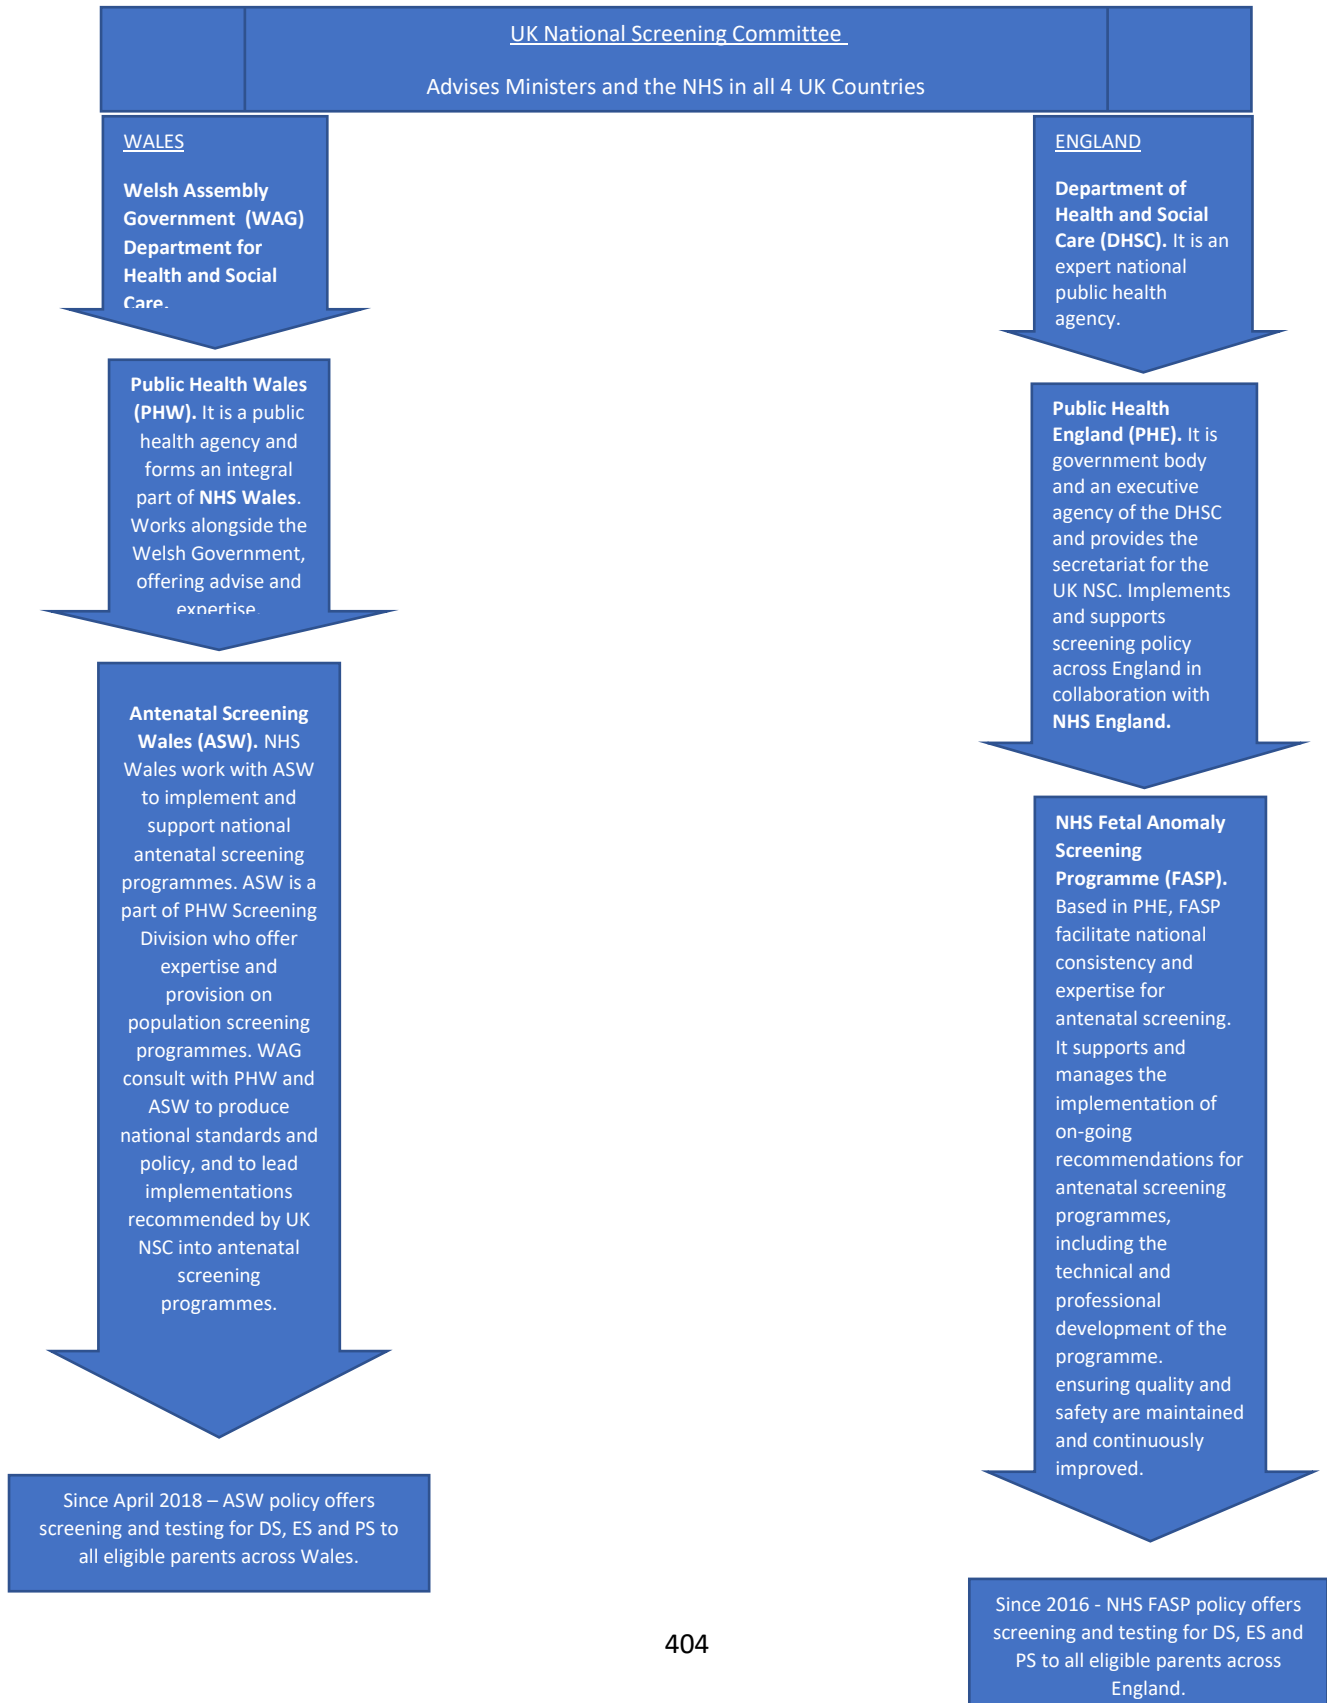 UK National Screening Committee
Advises Ministers and the NHS in all 4 UK Countries
WALES
Welsh Assembly
Government (WAG)
Department for
Health and Social
Care.
Public Health Wales
(PHW). It is a public
health agency and
forms an integral
part of NHS Wales.
Works alongside the
Welsh Government,
offering advise and
expertise.
Antenatal Screening
Wales (ASW). NHS
Wales work with ASW
to implement and
support national
antenatal screening
programmes. ASW is a
part of PHW Screening
Division who offer
expertise and
provision on
population screening
programmes. WAG
consult with PHW and
ASW to produce
national standards and
policy, and to lead
implementations
recommended by UK
NSC into antenatal
screening
programmes.
Since April 2018 – ASW policy offers
screening and testing for DS, ES and PS to
all eligible parents across Wales.
ENGLAND
Department of
Health and Social
Care (DHSC). It is an
expert national
public health
agency.
Public Health
England (PHE). It is
government body
and an executive
agency of the DHSC
and provides the
secretariat for the
UK NSC. Implements
and supports
screening policy
across England in
collaboration with
NHS England.
NHS Fetal Anomaly
Screening
Programme (FASP).
Based in PHE, FASP
facilitate national
consistency and
expertise for
antenatal screening.
It supports and
manages the
implementation of
on-going
recommendations for
antenatal screening
programmes,
including the
technical and
professional
development of the
programme.
ensuring quality and
safety are maintained
and continuously
improved.
Since 2016 - NHS FASP policy offers
screening and testing for DS, ES and
PS to all eligible parents across
England.
404